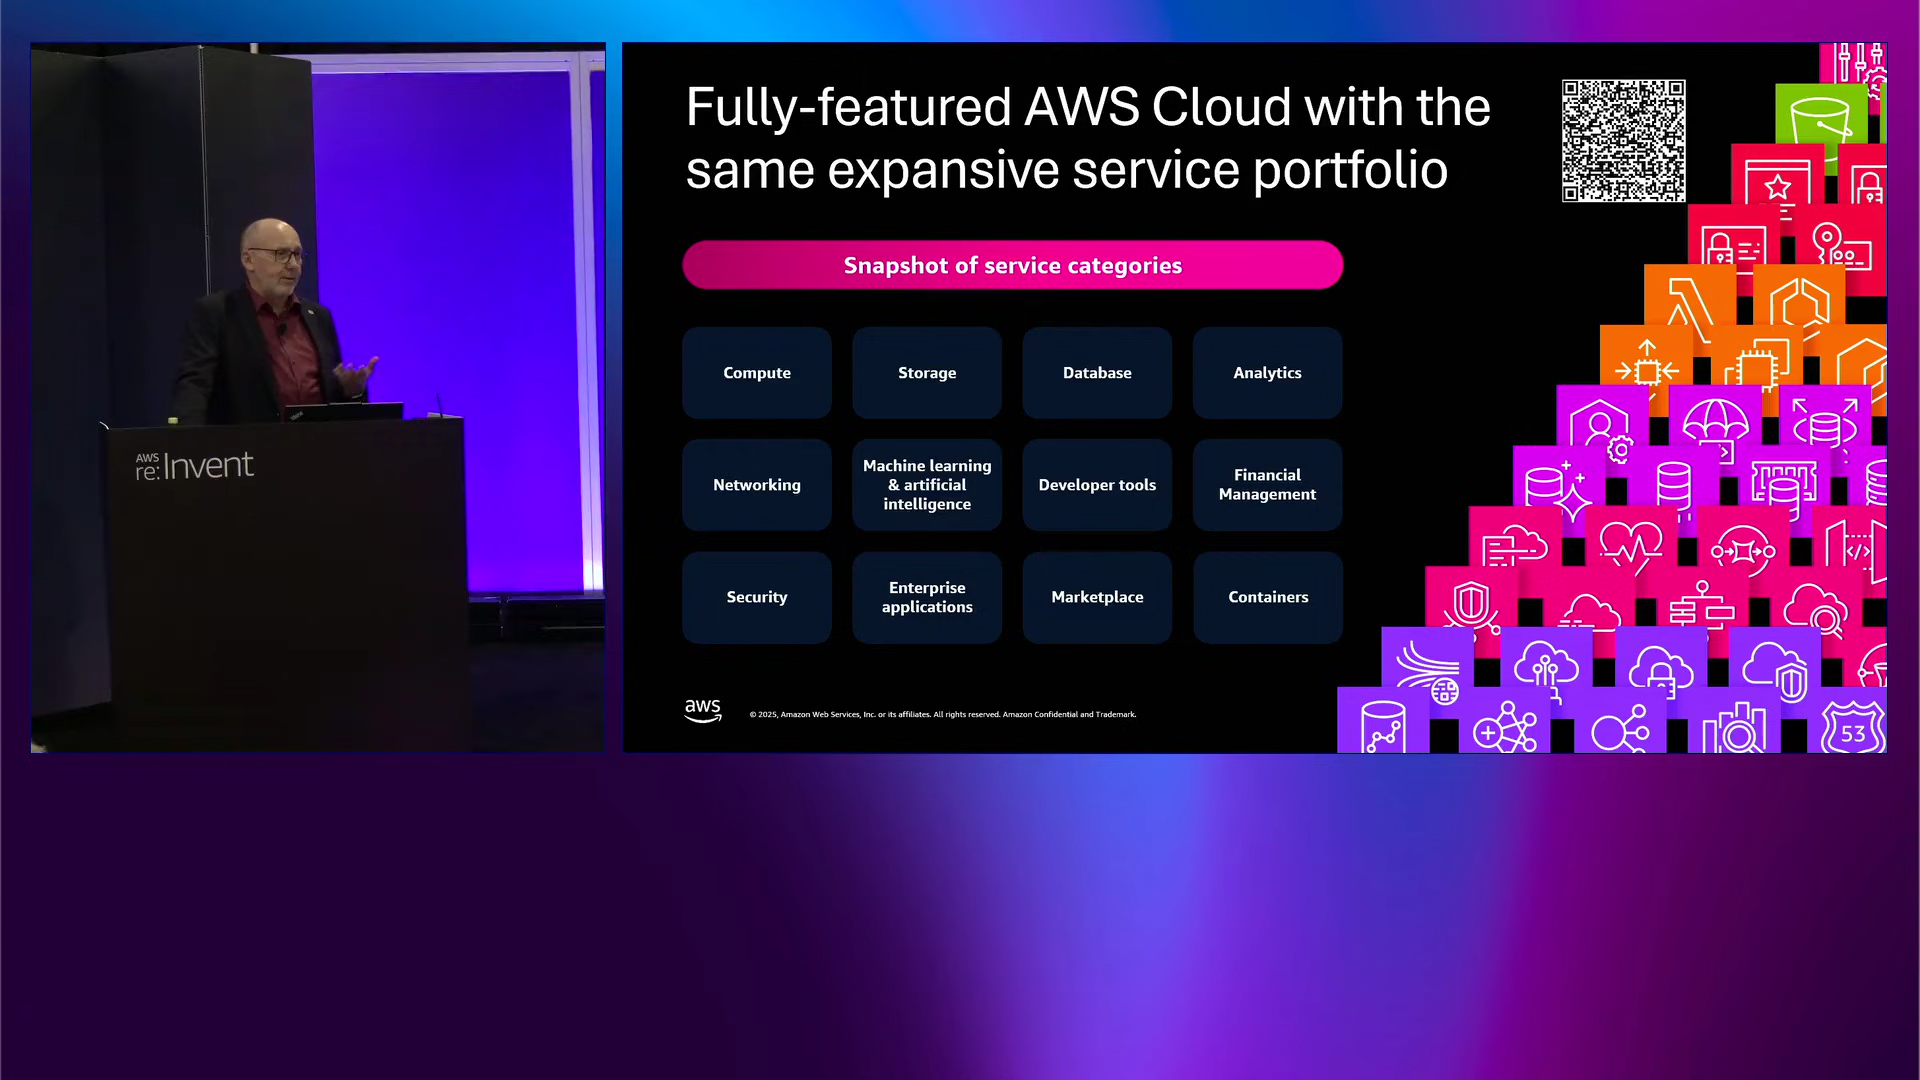 AWS
re:Invent
Fully-featured AWS Cloud with the
same expansive service portfolio
Snapshot of service categories
Compute
Storage
Database
Analytics
Networking
Machine learning
& artificial
intelligence
Developer tools
Financial
Management
Security
Enterprise
applications
Marketplace
Containers
aws
© 2025, Amazon Web Services, Inc. or its affiliates. All rights reserved. Amazon Confidential and Trademark.
53